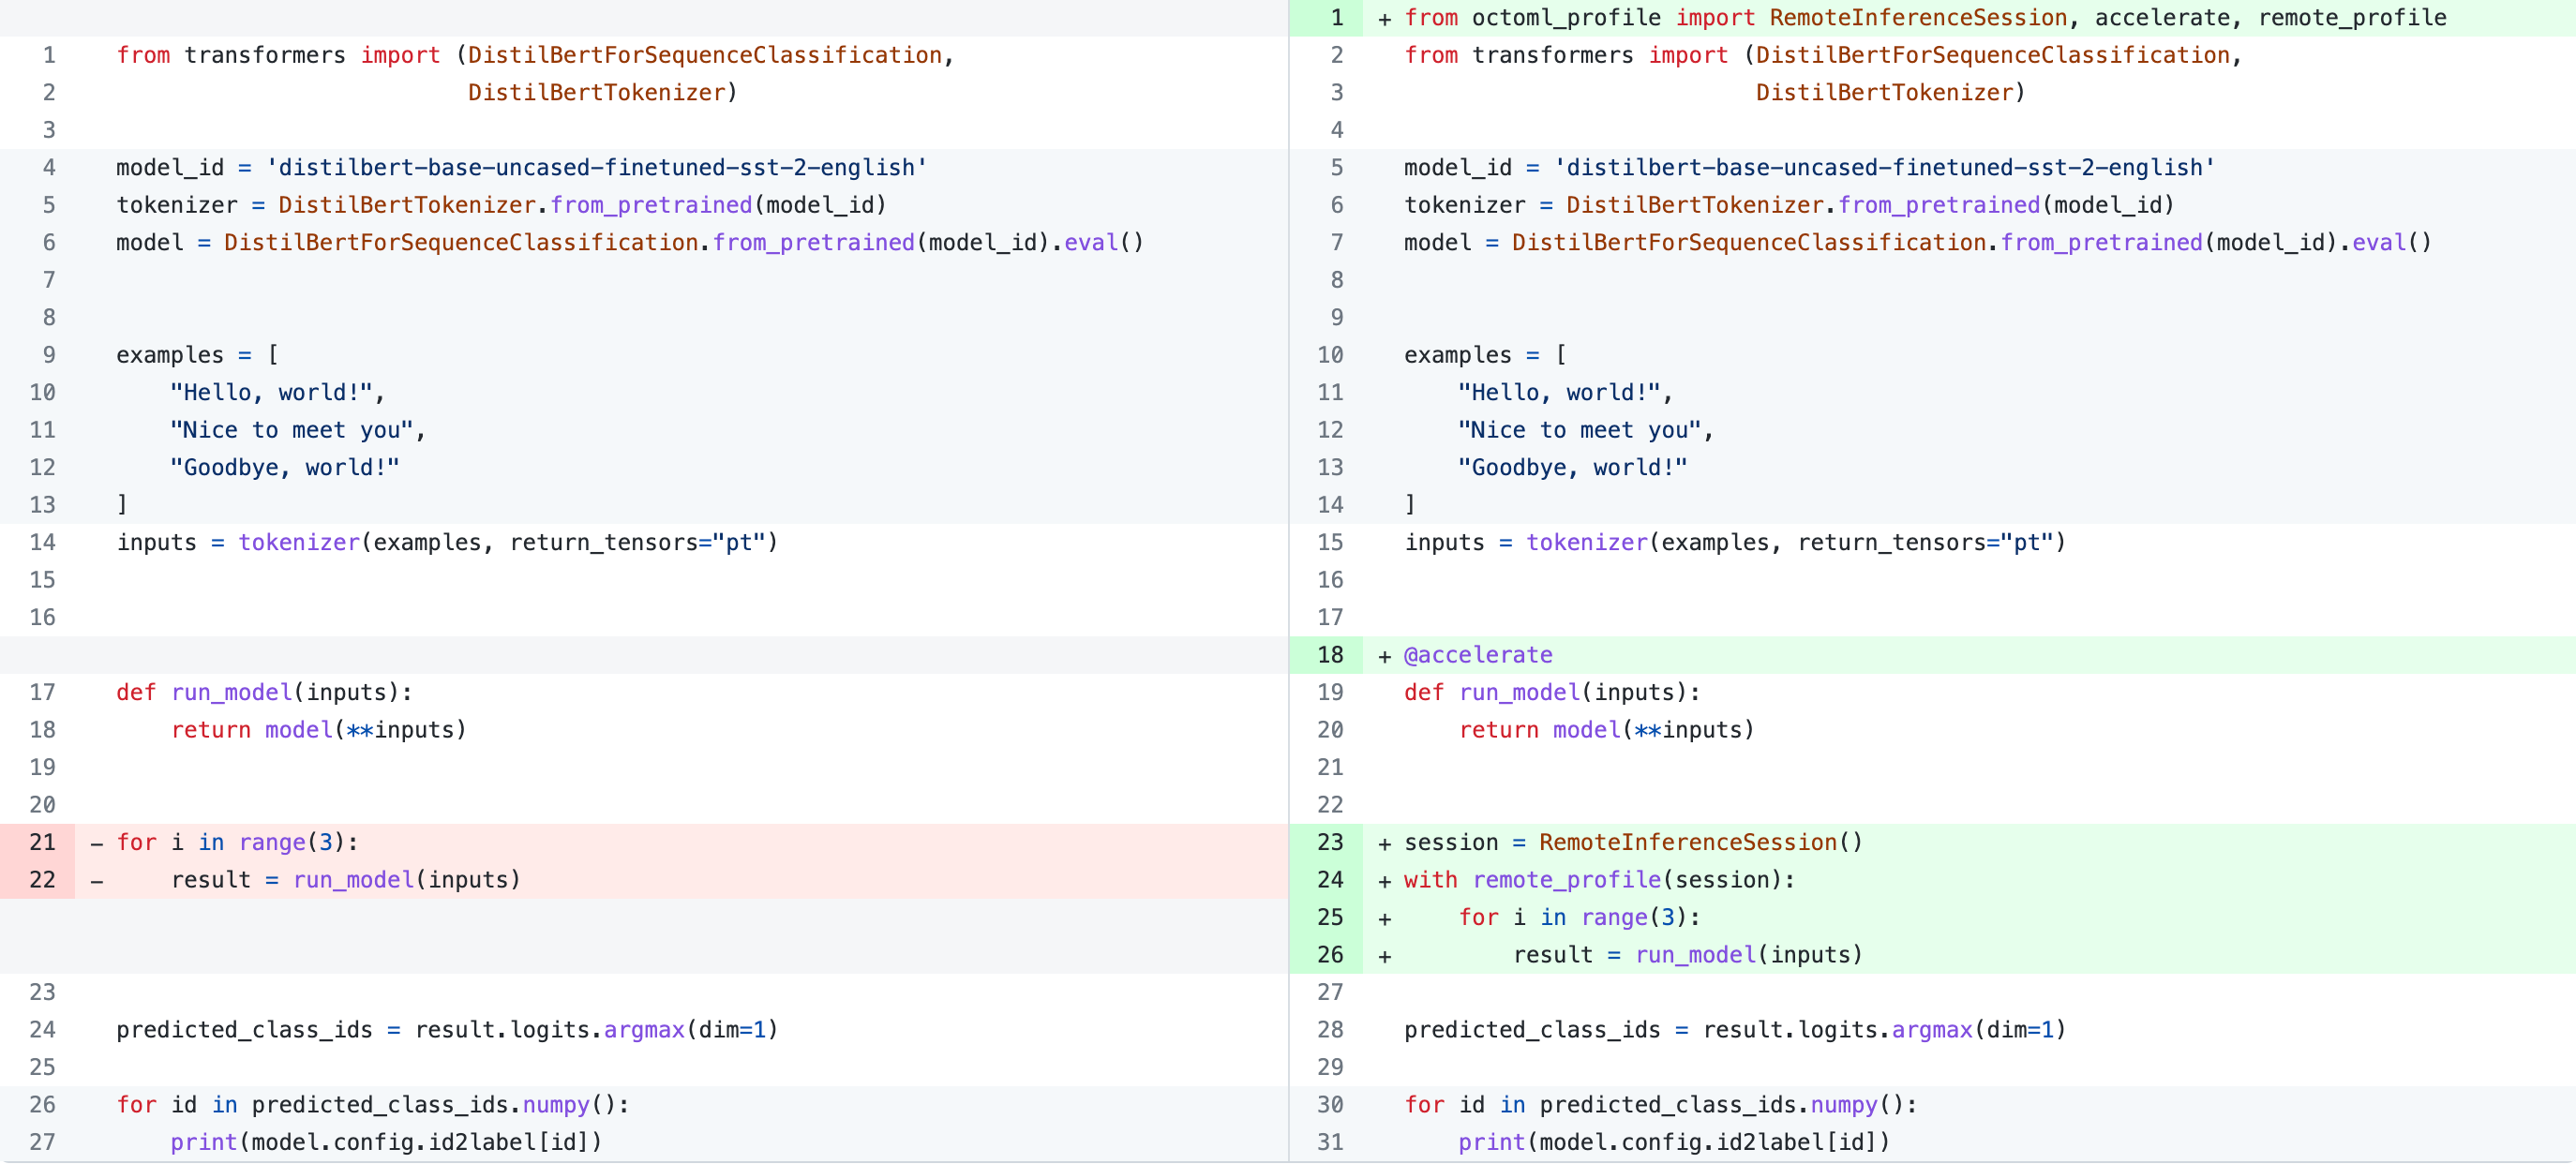 1 from transformers import (DistilBertForSequenceClassification,
2 DistilBertTokenizer)
3
4 model_id = 'distilbert-base-uncased-finetuned-sst-2-english'
5 tokenizer = DistilBertTokenizer.from_pretrained(model_id)
6 model = DistilBertForSequenceClassification.from_pretrained(model_id).eval()
7
8
9 examples = [
10 "Hello, world!",
11 "Nice to meet you",
12 "Goodbye, world!"
13 ]
14 inputs = tokenizer(examples, return_tensors="pt")
15
16
17 def run_model(inputs):
18 return model(**inputs)
19
20
21 - for i in range(3):
22 - result = run_model(inputs)
23
24 predicted_class_ids = result.logits.argmax(dim=1)
25
26 for id in predicted_class_ids.numpy():
27 print(model.config.id2label[id])
1 + from octoml_profile import RemoteInferenceSession, accelerate, remote_profile
2 from transformers import (DistilBertForSequenceClassification,
3 DistilBertTokenizer)
4
5 model_id = 'distilbert-base-uncased-finetuned-sst-2-english'
6 tokenizer = DistilBertTokenizer.from_pretrained(model_id)
7 model = DistilBertForSequenceClassification.from_pretrained(model_id).eval()
8
9
10 examples = [
11 "Hello, world!",
12 "Nice to meet you",
13 "Goodbye, world!"
14 ]
15 inputs = tokenizer(examples, return_tensors="pt")
16
17
18 + @accelerate
19 def run_model(inputs):
20 return model(**inputs)
21
22
23 + session = RemoteInferenceSession()
24 + with remote_profile(session):
25 + for i in range(3):
26 + result = run_model(inputs)
27
28 predicted_class_ids = result.logits.argmax(dim=1)
29
30 for id in predicted_class_ids.numpy():
31 print(model.config.id2label[id])